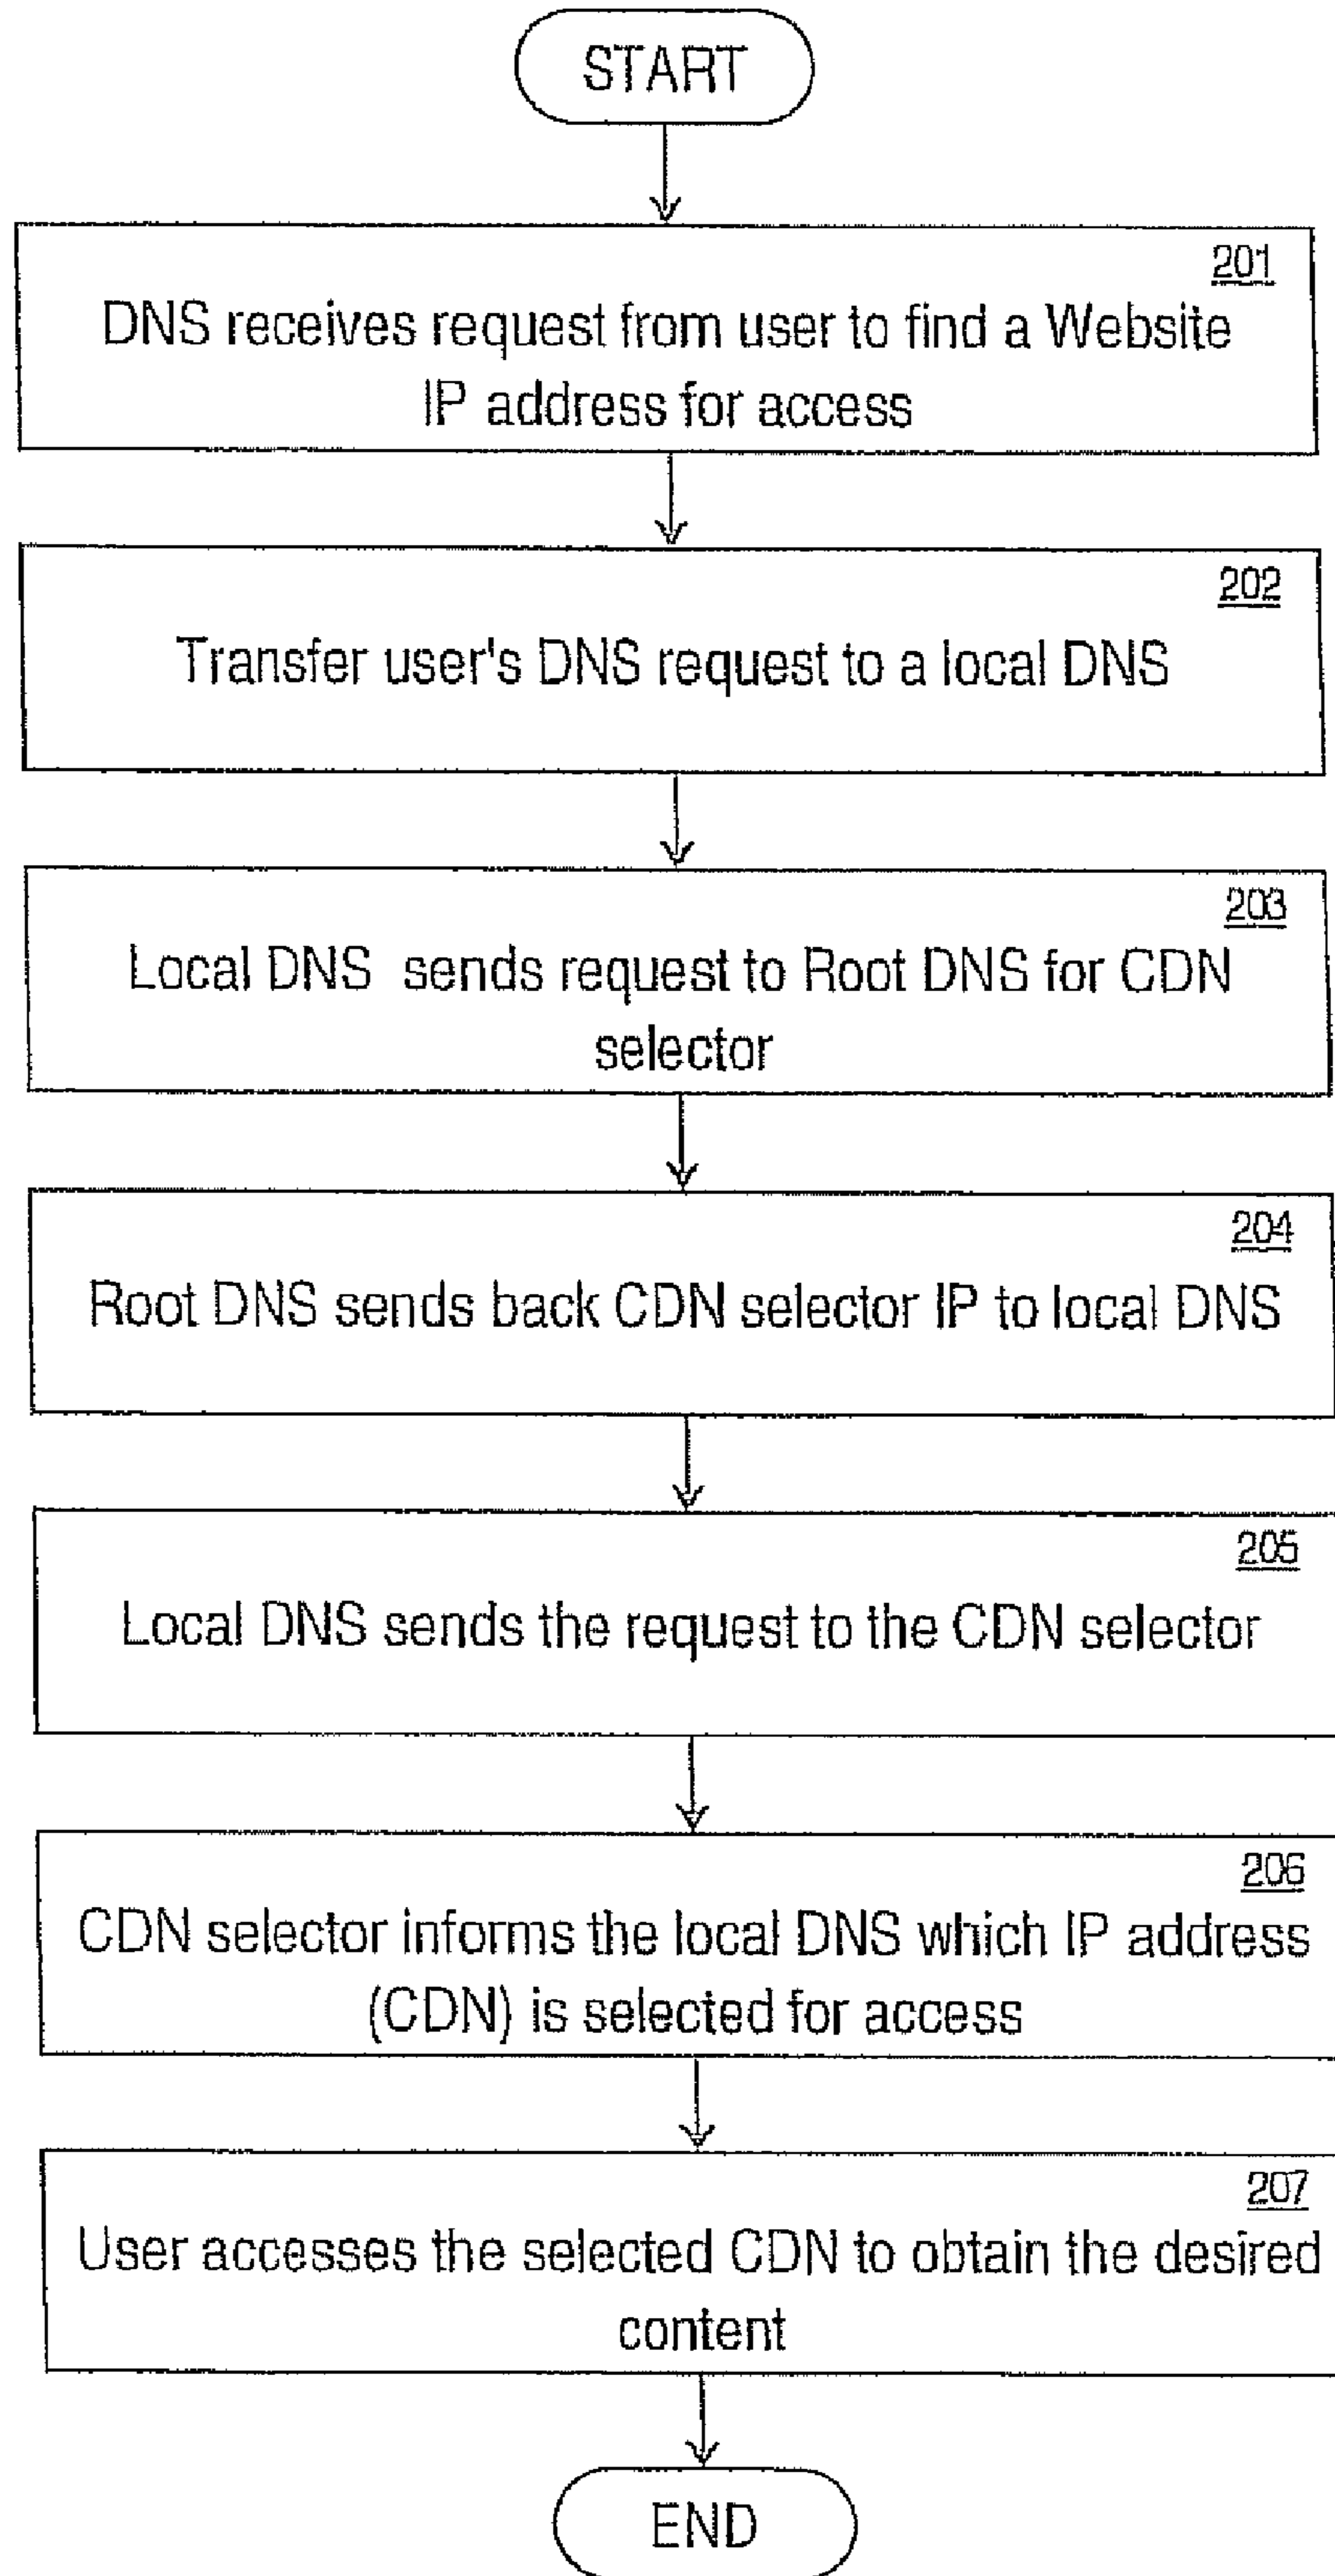 START
201
DNS receives request from user to find a Website
IP address for access
202
Transfer user's DNS request to a local DNS
203
Local DNS sends request to Root DNS for CDN
selector
204
Root DNS sends back CDN selector IP to local DNS
205
Local DNS sends the request to the CDN selector
206
CDN selector informs the local DNS which IP address
(CDN) is selected for access
207
User accesses the selected CDN to obtain the desired
content
END